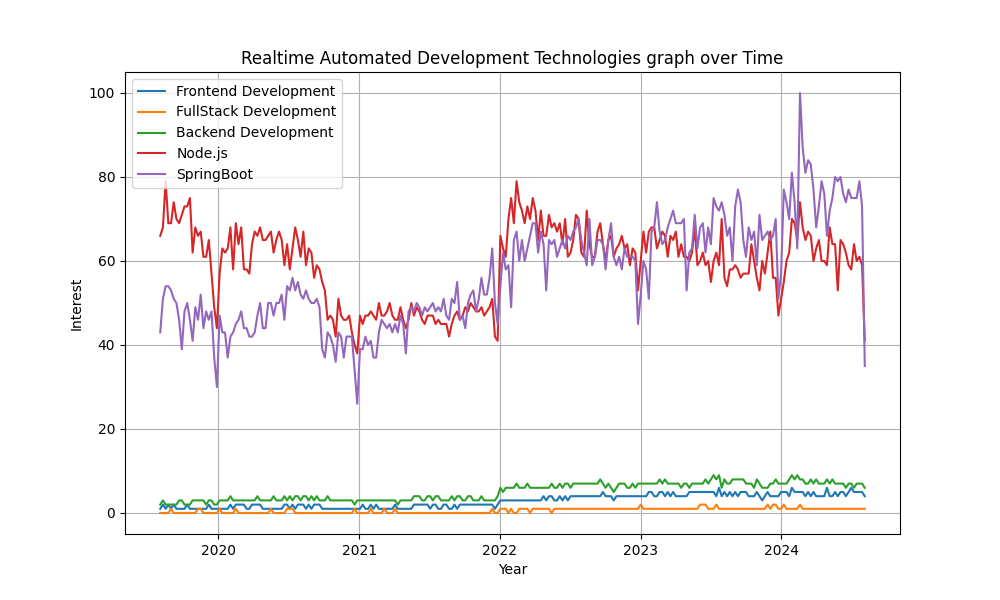 Realtime Automated Development Technologies graph over Time
Frontend Development
FullStack Development
Backend Development
Node.js
SpringBoot
100
80
60
40
20
0
Interest
2020 2021 2022 2023 2024
Year